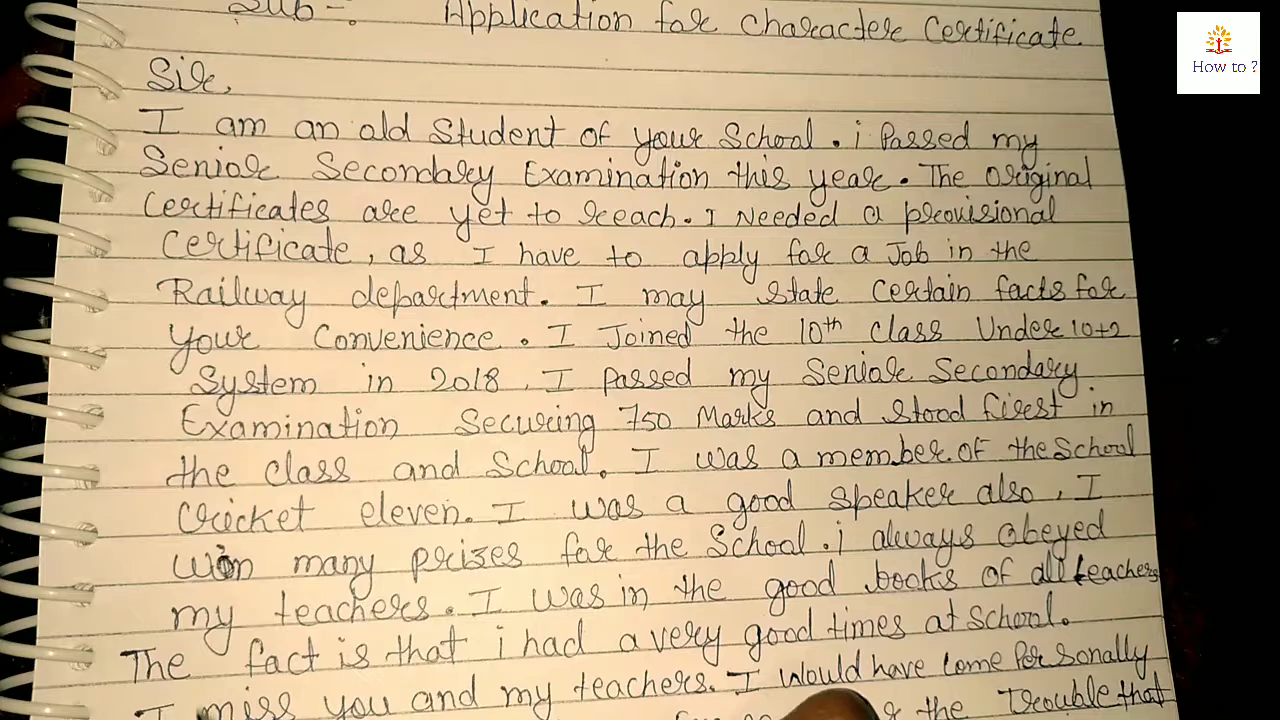 Sub-: Application for Character Certificate
How to ?
Sir,
I am an old Student of your School. i Passed my
Senior Secondary Examination this year. The Original
Certificates are yet to reach. I Needed a provisional
Certificate, as I have to apply for a Job in the
Railway department. I may state certain facts for
your Convenience. I Joined the 10th class Under 10+2
System in 2018. I passed my Senior Secondary
Examination Securing 750 Marks and stood first in
the class and School. I was a member of the School
Cricket eleven. I was a good speaker also, I
won many prizes for the School. i always obeyed
my teachers. I was in the good books of all teachers
The fact is that i had a very good times at School.
I miss you and my teachers. I would have come Personally
the Trouble that